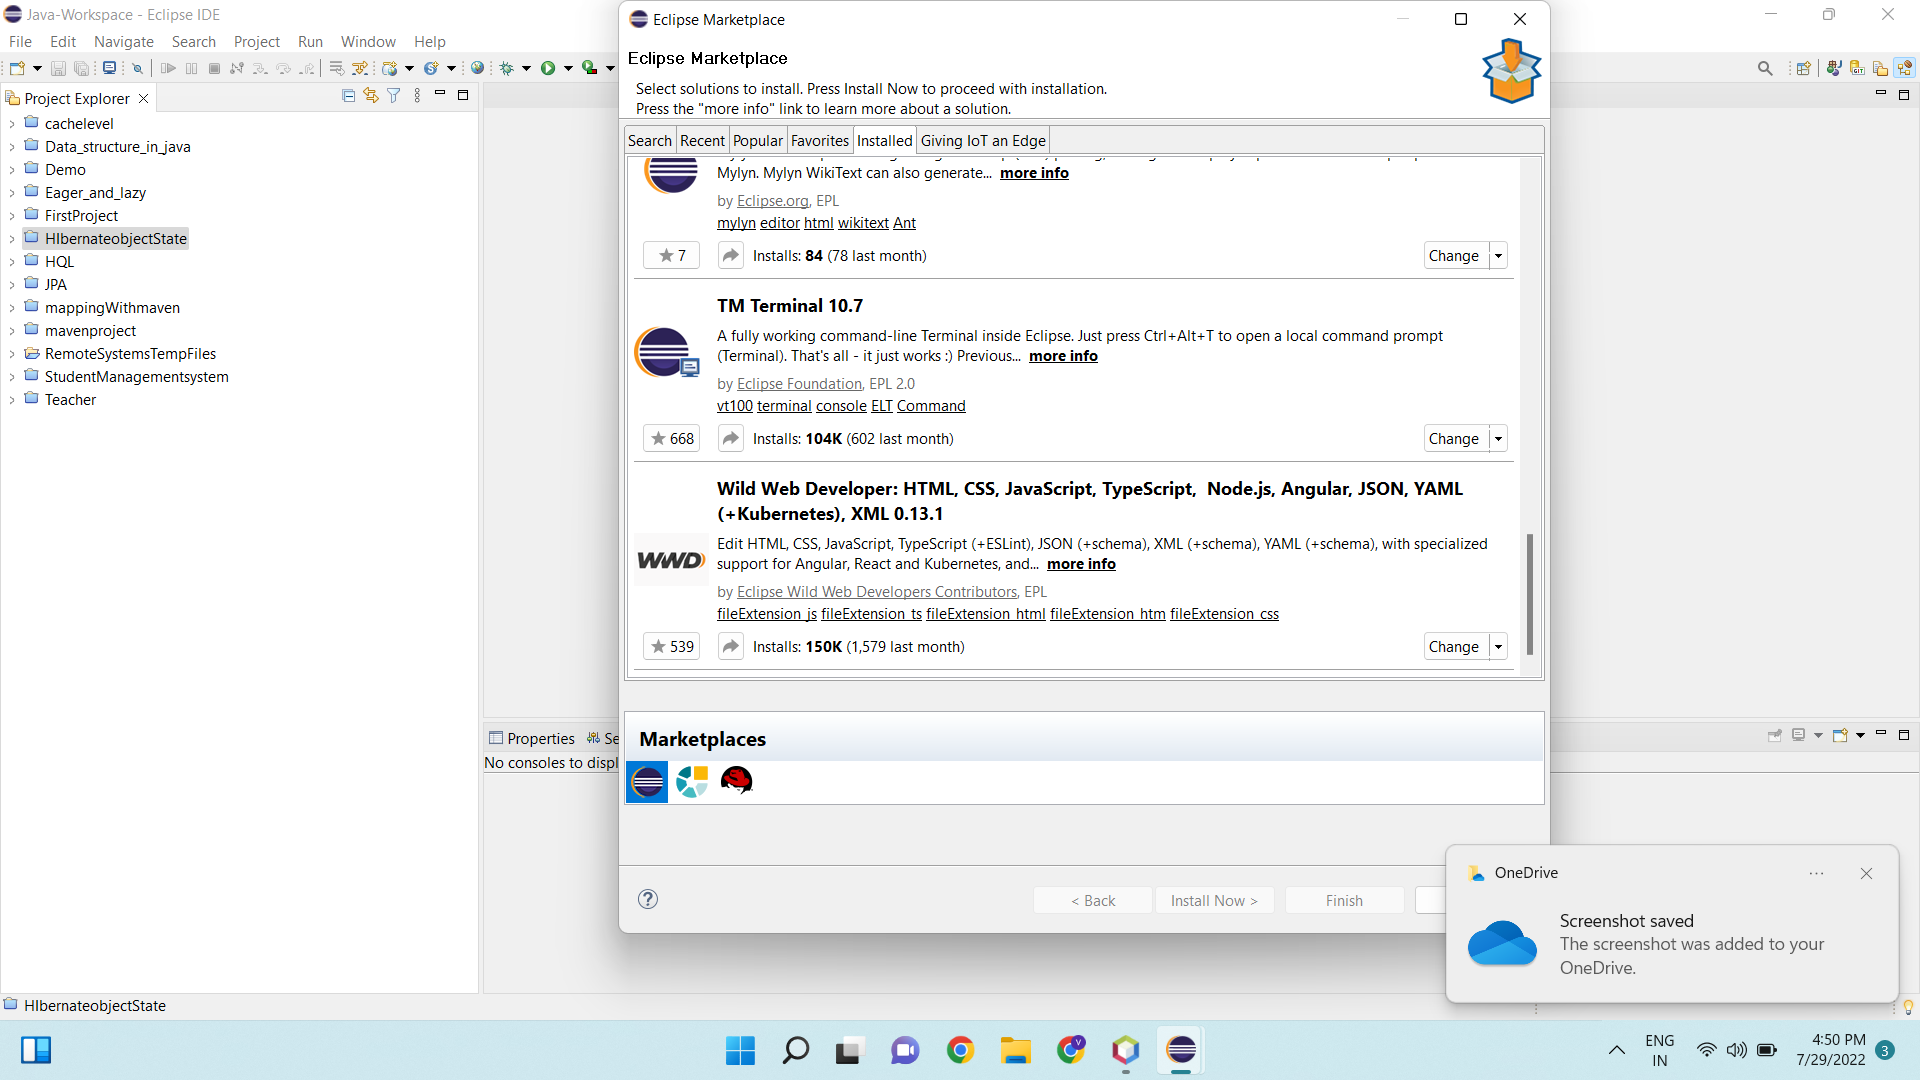 Java-Workspace - Eclipse IDE
File Edit Navigate Search Project Run Window Help
Project Explorer
cachelevel
Data_structure_in_java
Demo
Eager_and_lazy
FirstProject
HIbernateobjectState
HQL
JPA
mappingWithmaven
mavenproject
RemoteSystemsTempFiles
StudentManagementsystem
Teacher
Eclipse Marketplace
Eclipse Marketplace
Select solutions to install. Press Install Now to proceed with installation.
Press the "more info" link to learn more about a solution.
Search Recent Popular Favorites Installed Giving IoT an Edge
Mylyn. Mylyn WikiText can also generate... more info
by Eclipse.org, EPL
mylyn editor html wikitext Ant
7 Installs: 84 (78 last month) Change
TM Terminal 10.7
A fully working command-line Terminal inside Eclipse. Just press Ctrl+Alt+T to open a local command prompt
(Terminal). That's all - it just works :) Previous... more info
by Eclipse Foundation, EPL 2.0
vt100 terminal console ELT Command
668 Installs: 104K (602 last month) Change
Wild Web Developer: HTML, CSS, JavaScript, TypeScript, Node.js, Angular, JSON, YAML
(+Kubernetes), XML 0.13.1
WWD
Edit HTML, CSS, JavaScript, TypeScript (+ESLint), JSON (+schema), XML (+schema), YAML (+schema), with specialized
support for Angular, React and Kubernetes, and... more info
by Eclipse Wild Web Developers Contributors, EPL
fileExtension_js fileExtension_ts fileExtension_html fileExtension_htm fileExtension_css
539 Installs: 150K (1,579 last month) Change
Marketplaces
< Back Install Now > Finish
Properties Se
No consoles to displ
OneDrive
Screenshot saved
The screenshot was added to your
OneDrive.
HIbernateobjectState
ENG
IN
4:50 PM
7/29/2022
3